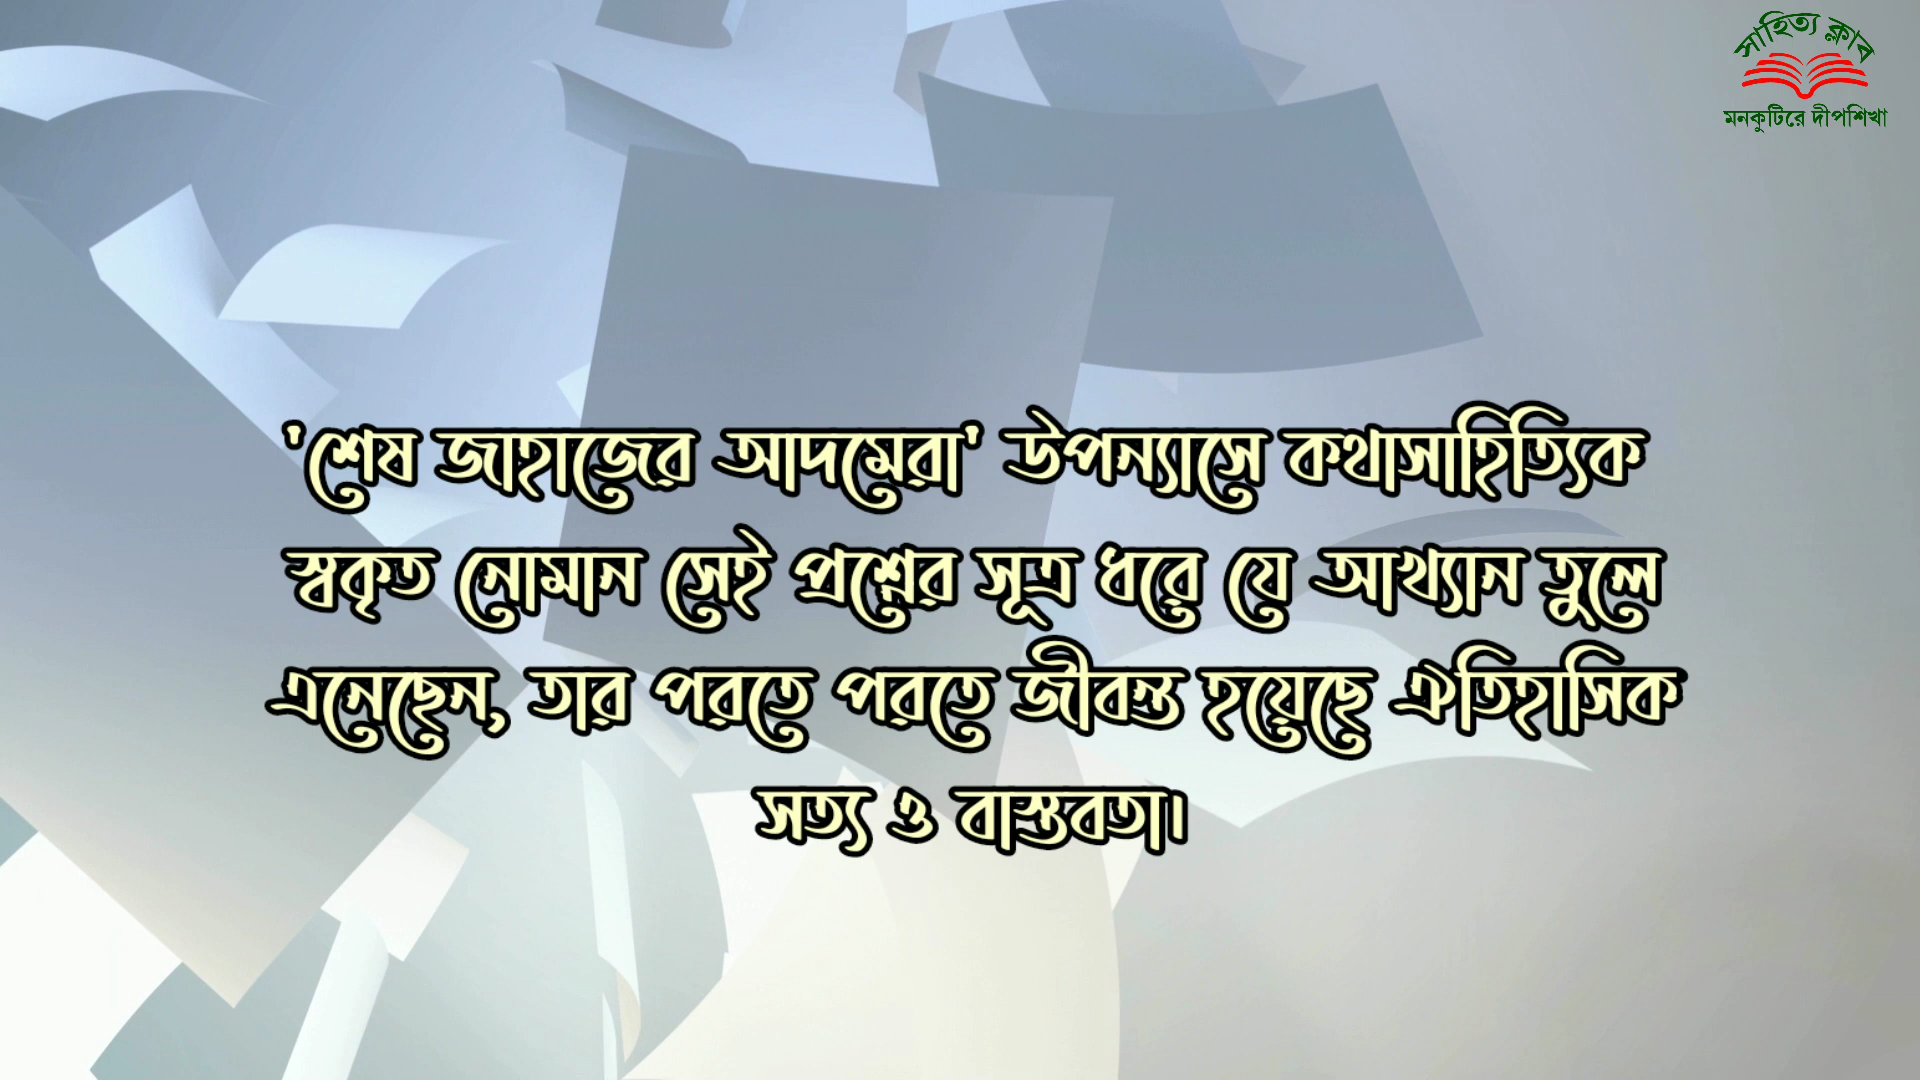 সাহিত্য ক্লাব
মনকুটিরে দীপশিখা
'শেষ জাহাজের আদমেরা' উপন্যাসে কথাসাহিত্যিক
স্বকৃত নোমান সেই প্রশ্নের সূত্র ধরে যে আখ্যান তুলে
এনেছেন, তার পরতে পরতে জীবন্ত হয়েছে ঐতিহাসিক
সত্য ও বাস্তবতা।